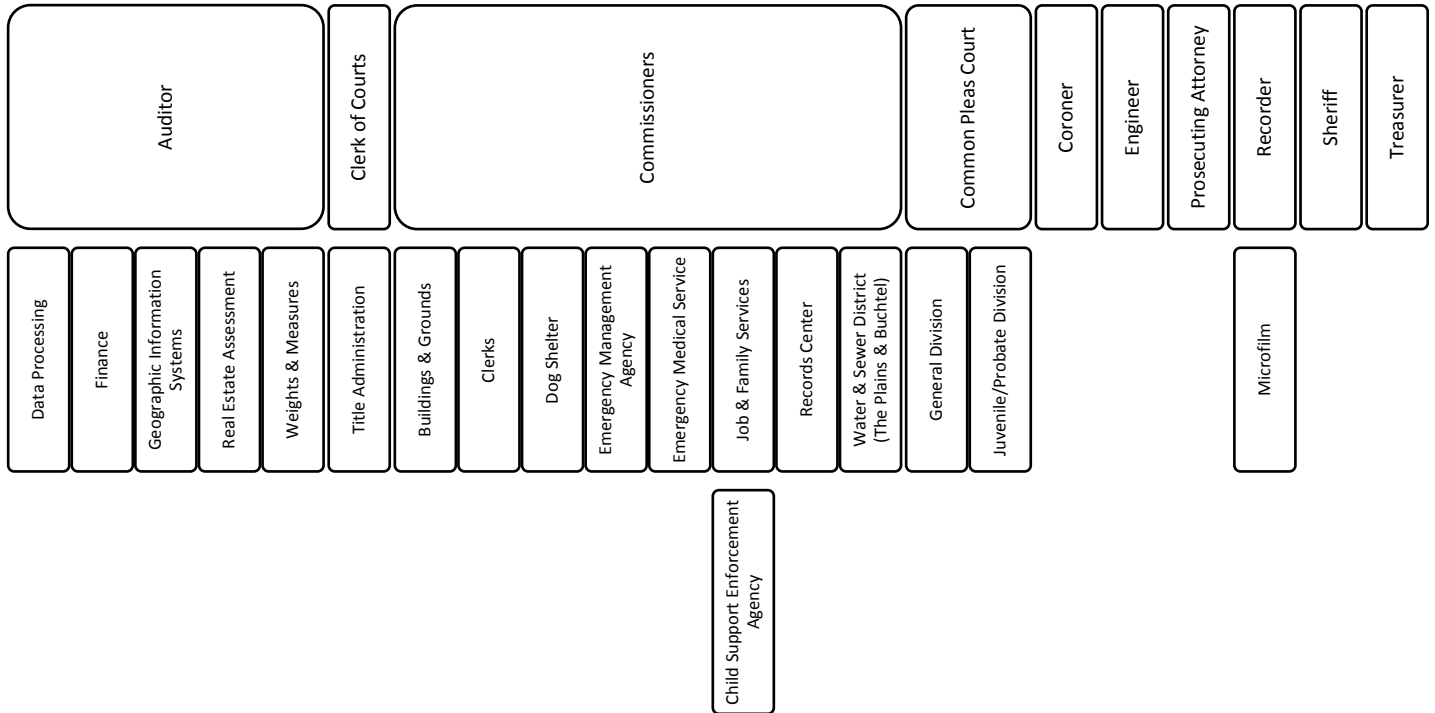 Auditor
Clerk of Courts
Commissioners
Common Pleas Court
Coroner
Engineer
Prosecuting Attorney
Recorder
Sheriff
Treasurer
Data Processing
Finance
Geographic Information
Systems
Real Estate Assessment
Weights & Measures
Title Administration
Buildings & Grounds
Clerks
Dog Shelter
Emergency Management
Agency
Emergency Medical Service
Job & Family Services
Records Center
Water & Sewer District
(The Plains & Buchtel)
General Division
Juvenile/Probate Division
Microfilm
Child Support Enforcement
Agency